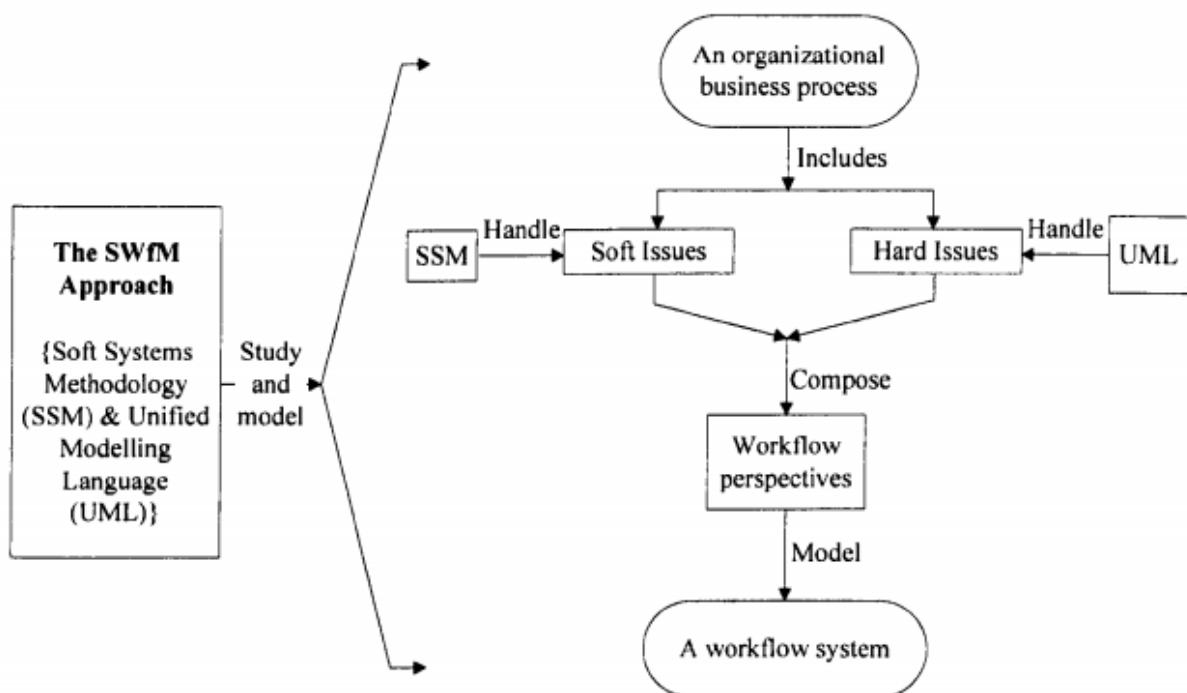 The SWfM
Approach
{Soft Systems
Methodology
(SSM) & Unified
Modelling
Language
(UML)}
Study
and
model
An organizational
business process
Includes
SSM
Handle
Soft Issues
Hard Issues
Handle
UML
Compose
Workflow
perspectives
Model
A workflow system